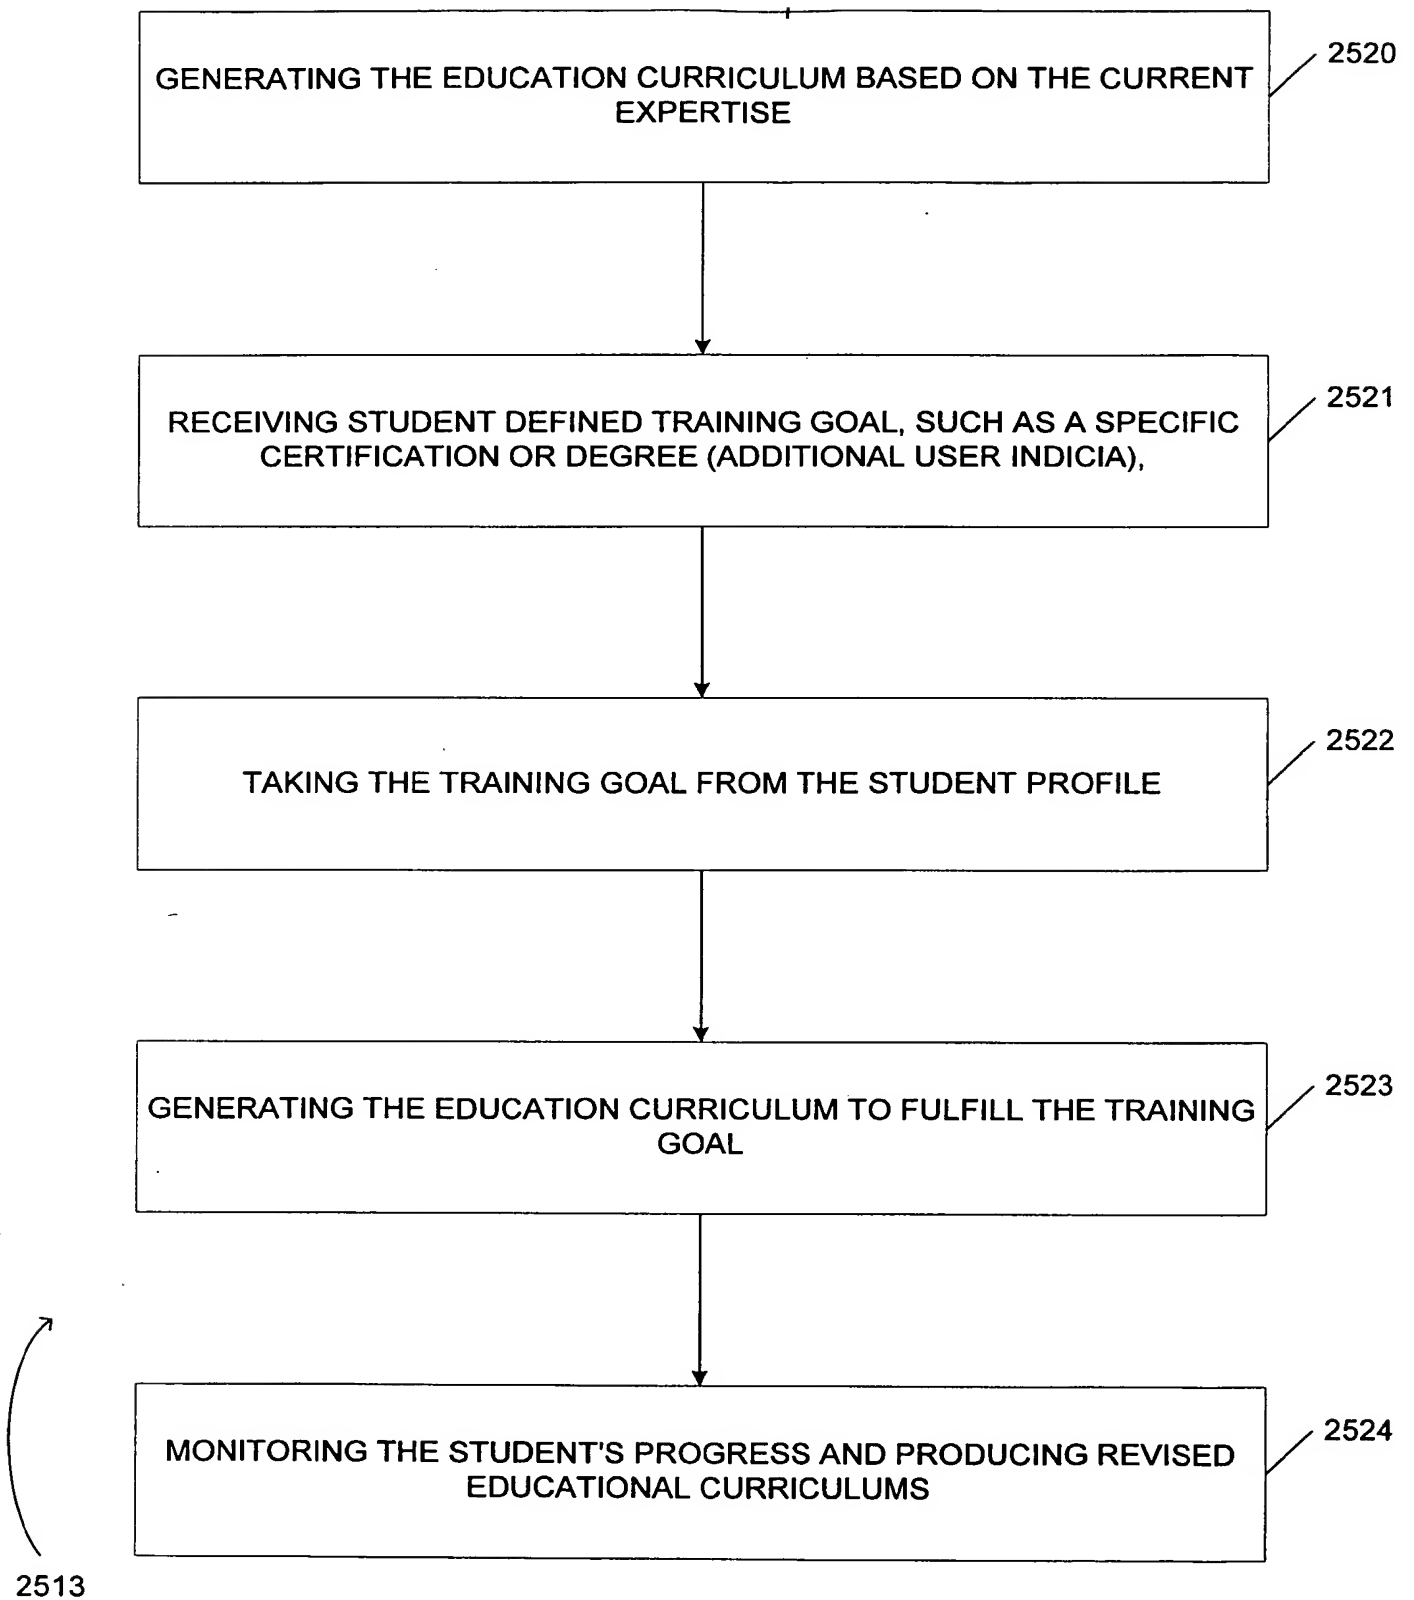 2520
GENERATING THE EDUCATION CURRICULUM BASED ON THE CURRENT
EXPERTISE
2521
RECEIVING STUDENT DEFINED TRAINING GOAL, SUCH AS A SPECIFIC
CERTIFICATION OR DEGREE (ADDITIONAL USER INDICIA),
2522
TAKING THE TRAINING GOAL FROM THE STUDENT PROFILE
2523
GENERATING THE EDUCATION CURRICULUM TO FULFILL THE TRAINING
GOAL
2524
MONITORING THE STUDENT'S PROGRESS AND PRODUCING REVISED
EDUCATIONAL CURRICULUMS
2513